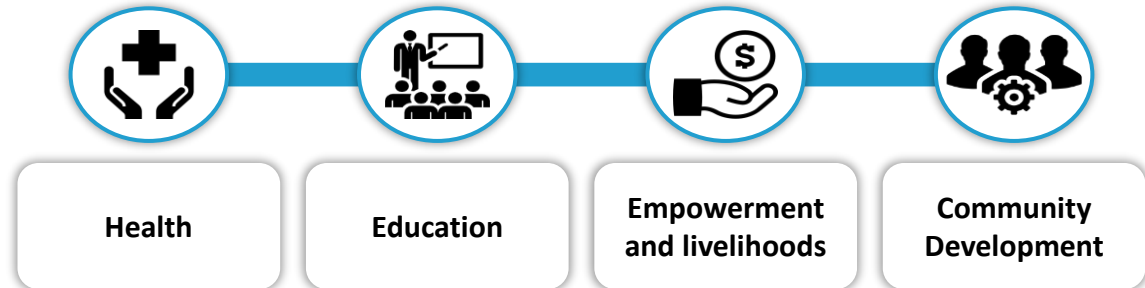 $
Health
Education
Empowerment
and livelihoods
Community
Development